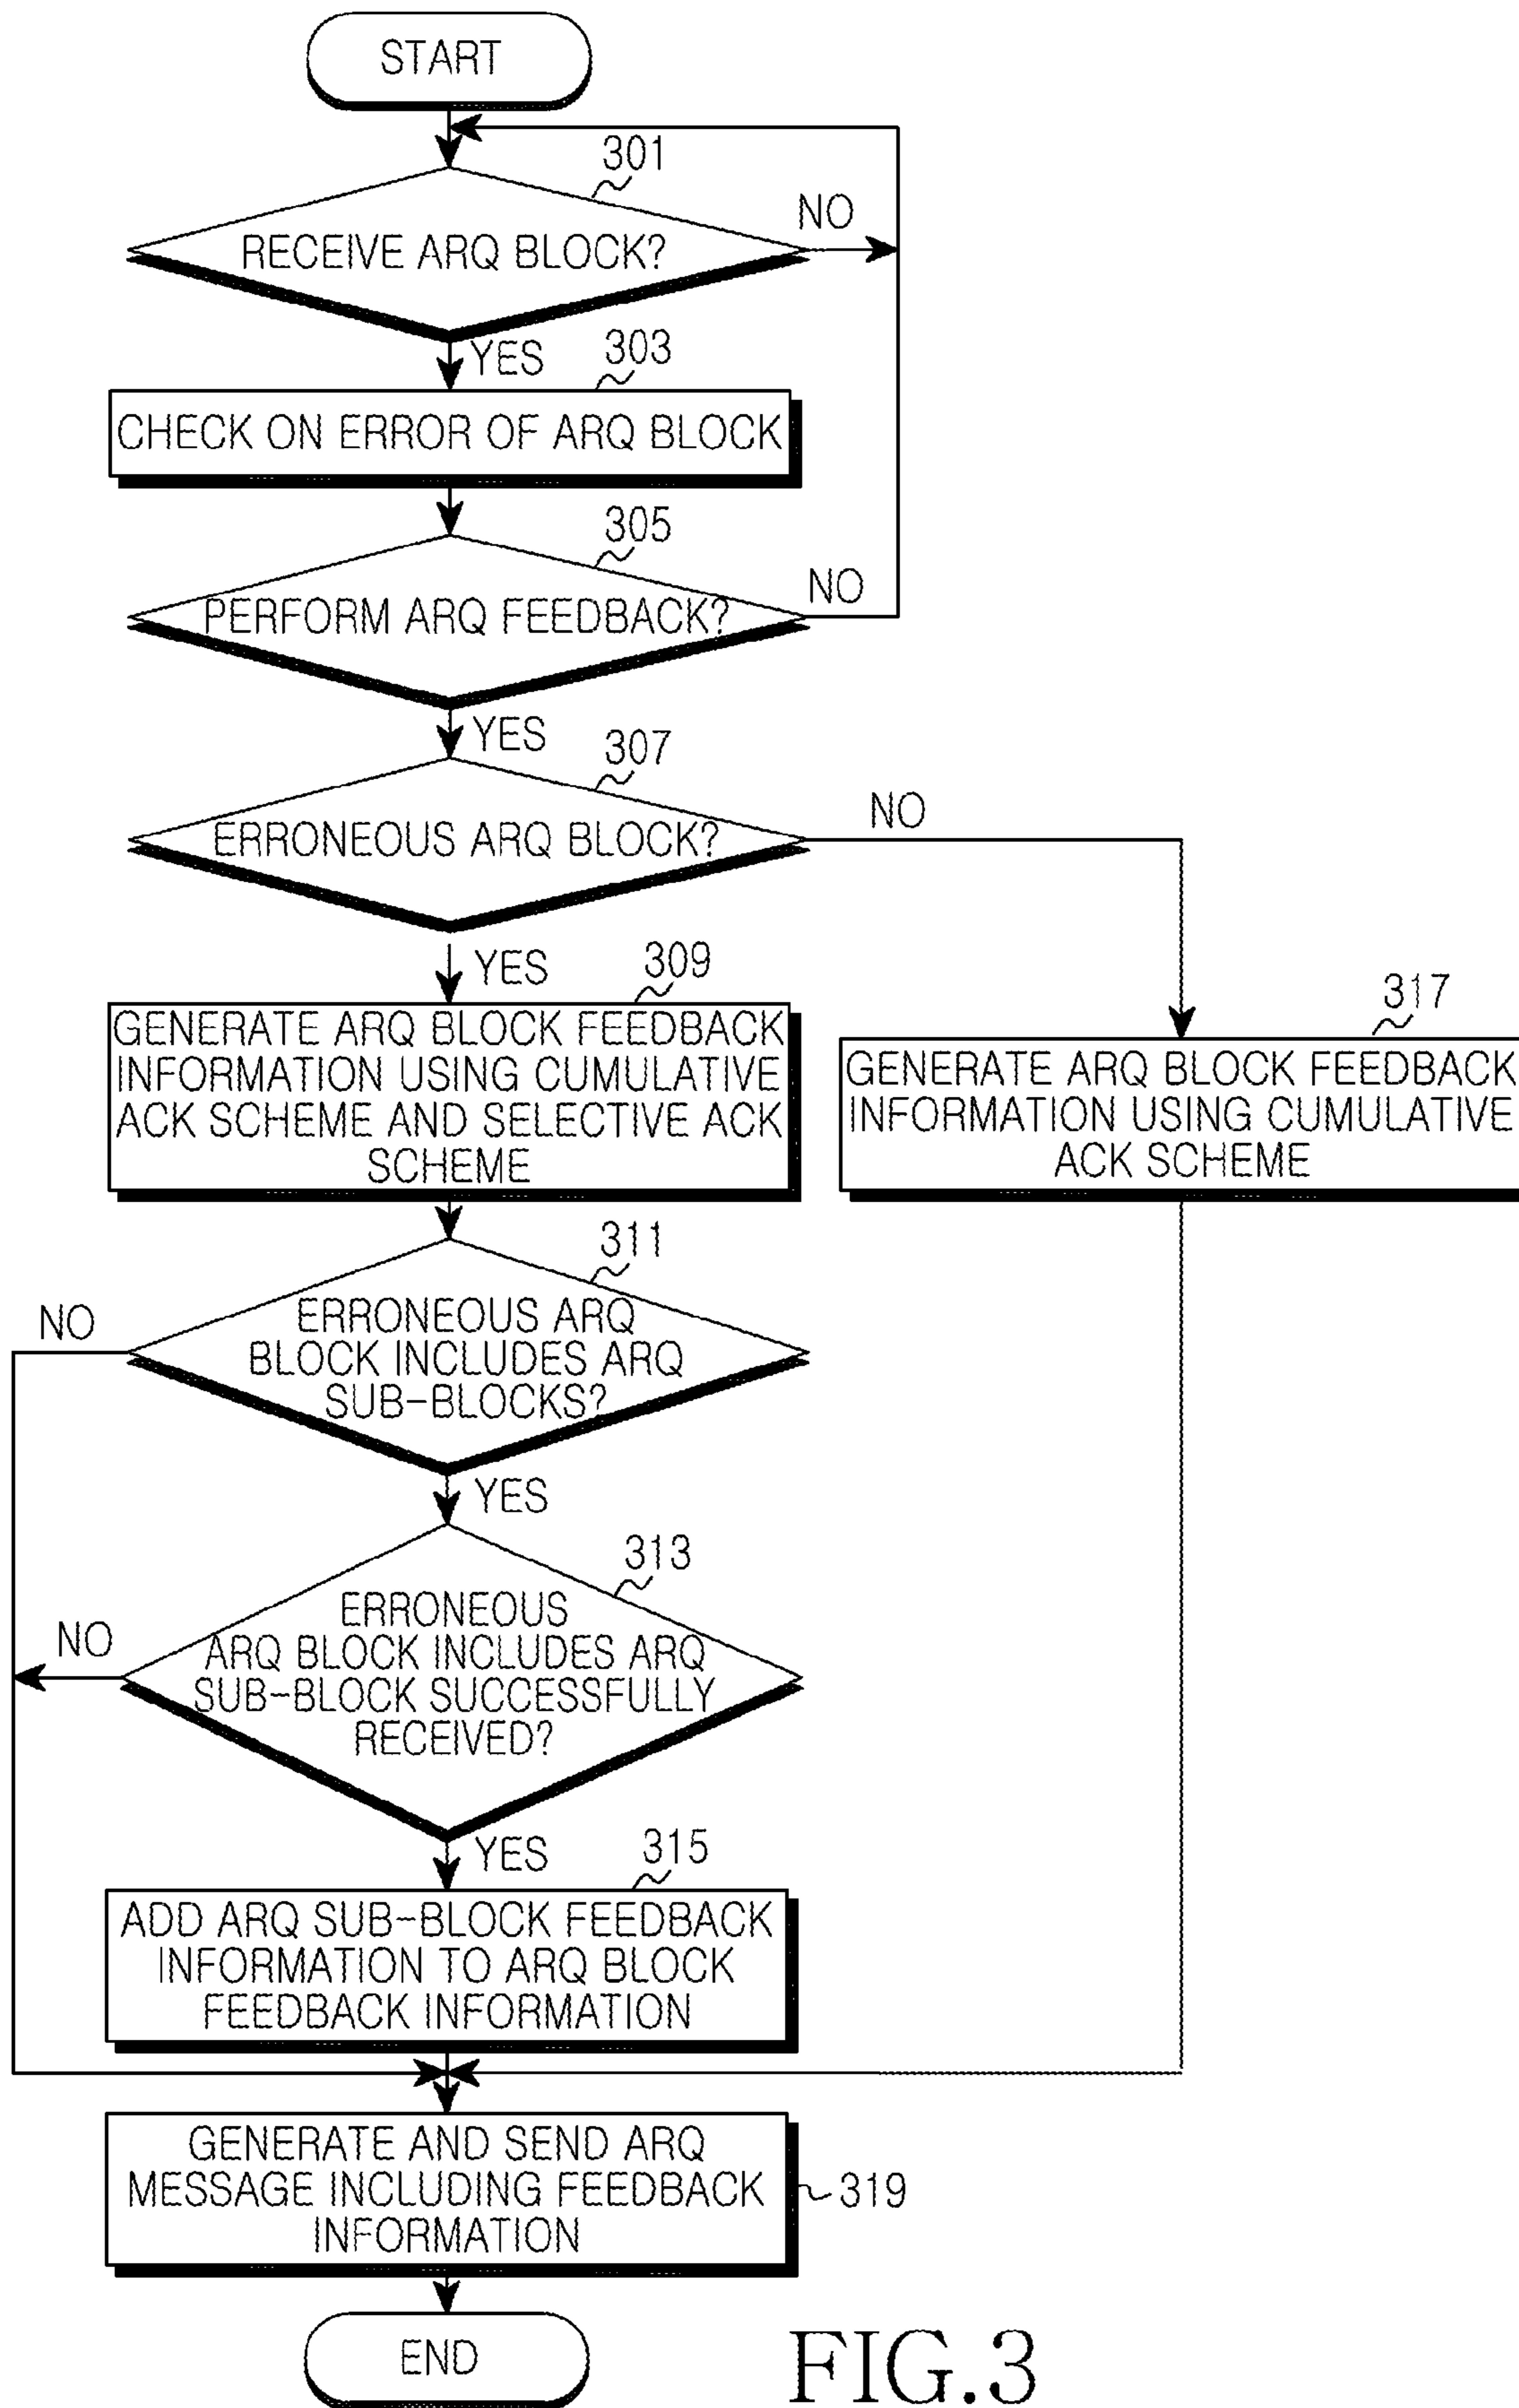 START
301
NO
RECEIVE ARQ BLOCK?
YES
303
CHECK ON ERROR OF ARQ BLOCK
305
NO
PERFORM ARQ FEEDBACK?
YES
307
NO
ERRONEOUS ARQ BLOCK?
YES
309
GENERATE ARQ BLOCK FEEDBACK
INFORMATION USING CUMULATIVE
ACK SCHEME AND SELECTIVE ACK
SCHEME
317
GENERATE ARQ BLOCK FEEDBACK
INFORMATION USING CUMULATIVE
ACK SCHEME
311
NO
ERRONEOUS ARQ
BLOCK INCLUDES ARQ
SUB-BLOCKS?
YES
313
NO
ERRONEOUS
ARQ BLOCK INCLUDES ARQ
SUB-BLOCK SUCCESSFULLY
RECEIVED?
YES
315
ADD ARQ SUB-BLOCK FEEDBACK
INFORMATION TO ARQ BLOCK
FEEDBACK INFORMATION
GENERATE AND SEND ARQ
MESSAGE INCLUDING FEEDBACK
INFORMATION
319
END
FIG.3